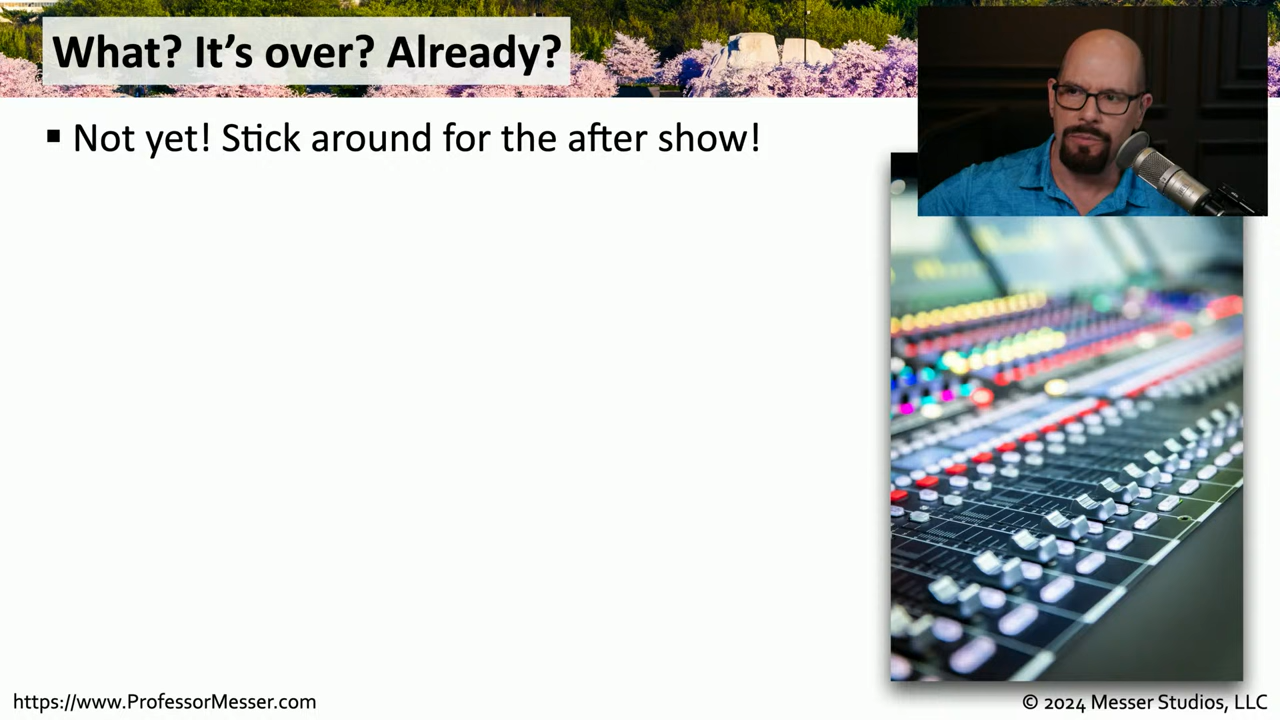 What? It’s over? Already?
▪ Not yet! Stick around for the after show!
https://www.ProfessorMesser.com
© 2024 Messer Studios, LLC